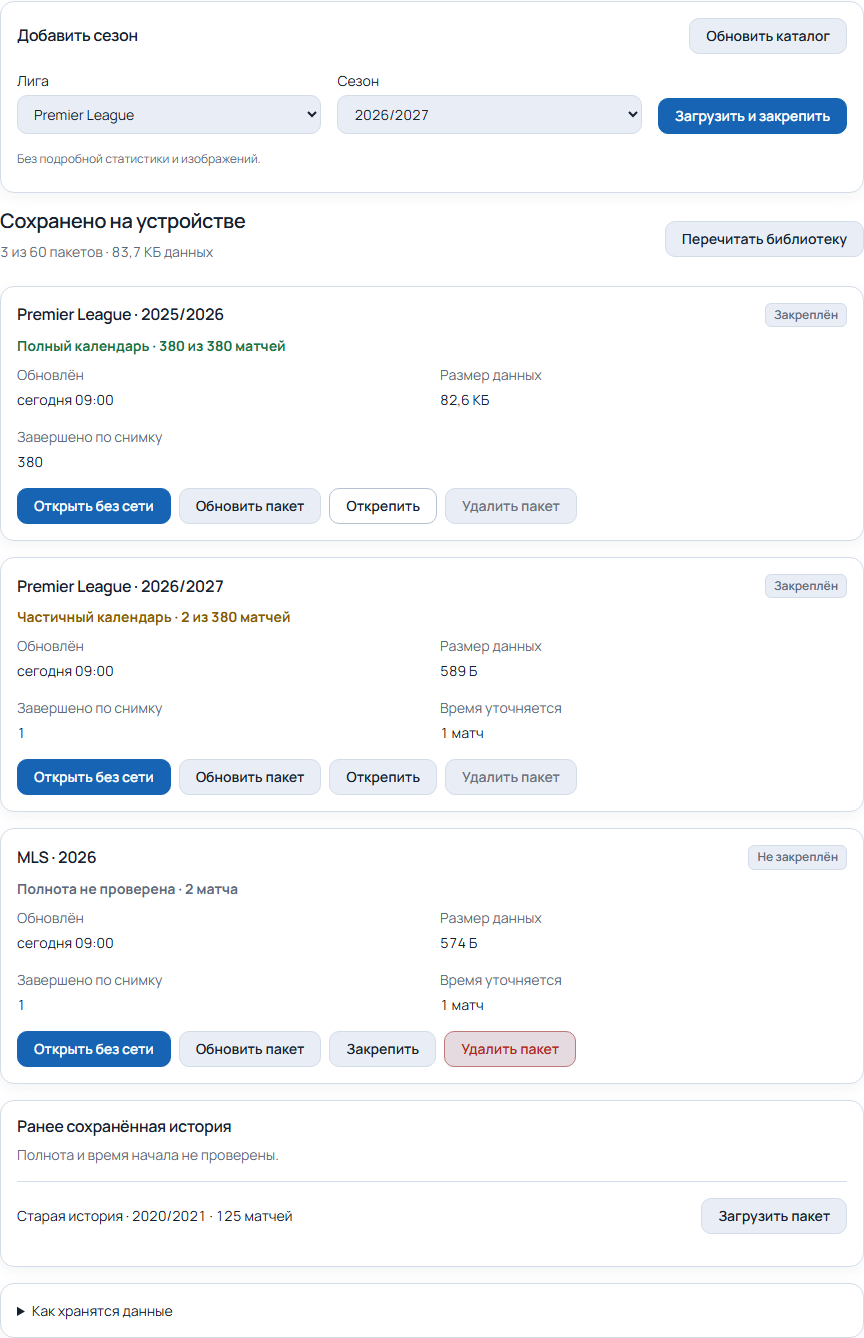 Добавить сезон
Обновить каталог
Лига
Сезон
Premier League
2026/2027
Загрузить и закрепить
Без подробной статистики и изображений.
Сохранено на устройстве
3 из 60 пакетов · 83,7 КБ данных
Перечитать библиотеку
Premier League · 2025/2026
Закреплён
Полный календарь · 380 из 380 матчей
Обновлён
Размер данных
сегодня 09:00
82,6 КБ
Завершено по снимку
380
Открыть без сети
Обновить пакет
Открепить
Удалить пакет
Premier League · 2026/2027
Закреплён
Частичный календарь · 2 из 380 матчей
Обновлён
Размер данных
сегодня 09:00
589 Б
Завершено по снимку
Время уточняется
1
1 матч
Открыть без сети
Обновить пакет
Открепить
Удалить пакет
MLS · 2026
Не закреплён
Полнота не проверена · 2 матча
Обновлён
Размер данных
сегодня 09:00
574 Б
Завершено по снимку
Время уточняется
1
1 матч
Открыть без сети
Обновить пакет
Закрепить
Удалить пакет
Ранее сохранённая история
Полнота и время начала не проверены.
Старая история · 2020/2021 · 125 матчей
Загрузить пакет
Как хранятся данные